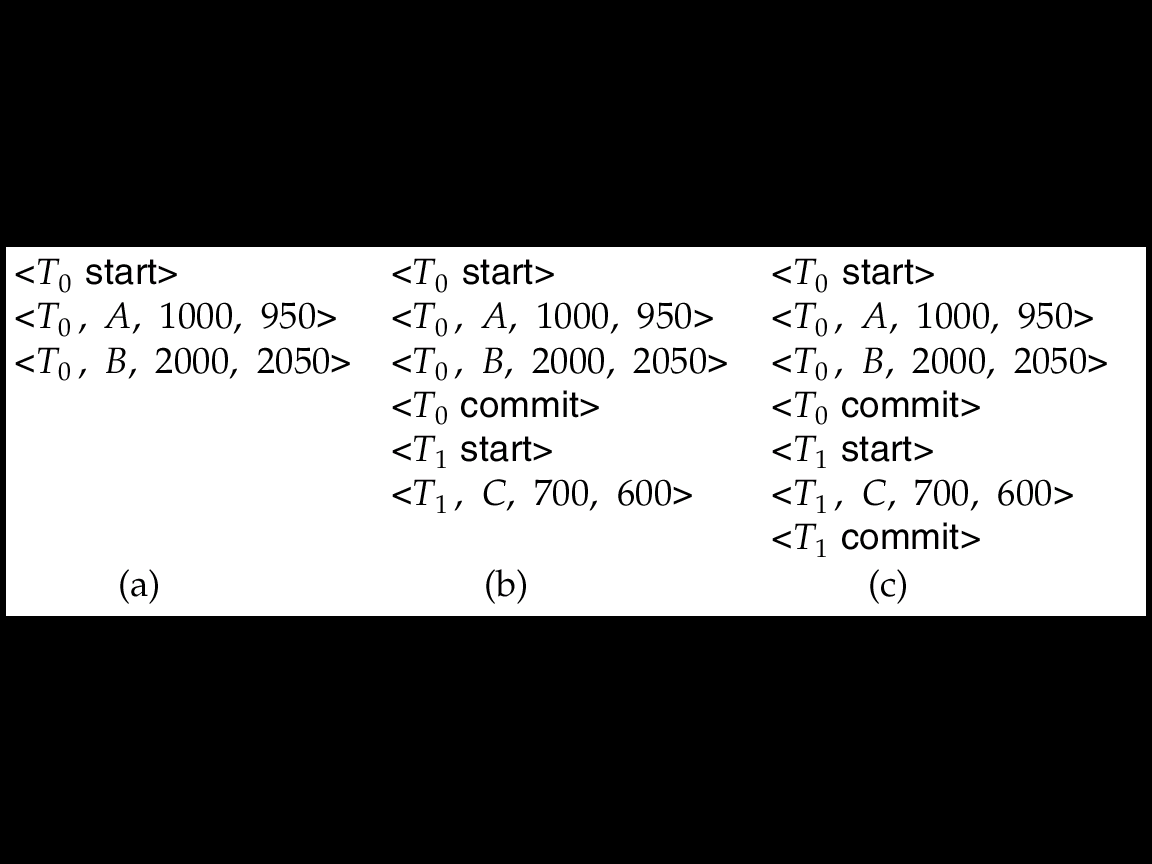 <T0 start>
<T0, A, 1000, 950>
<T0, B, 2000, 2050>
(a)
<T0 start>
<T0, A, 1000, 950>
<T0, B, 2000, 2050>
<T0 commit>
<T1 start>
<T1, C, 700, 600>
(b)
<T0 start>
<T0, A, 1000, 950>
<T0, B, 2000, 2050>
<T0 commit>
<T1 start>
<T1, C, 700, 600>
<T1 commit>
(c)